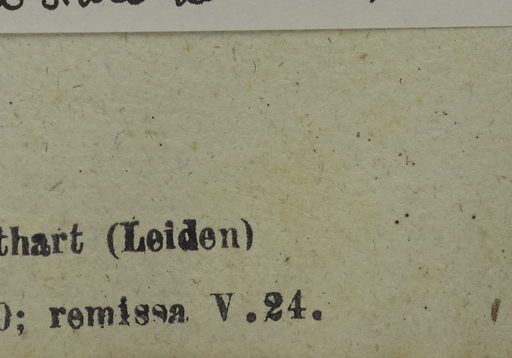 thart (Leiden)
); remissa V.24.